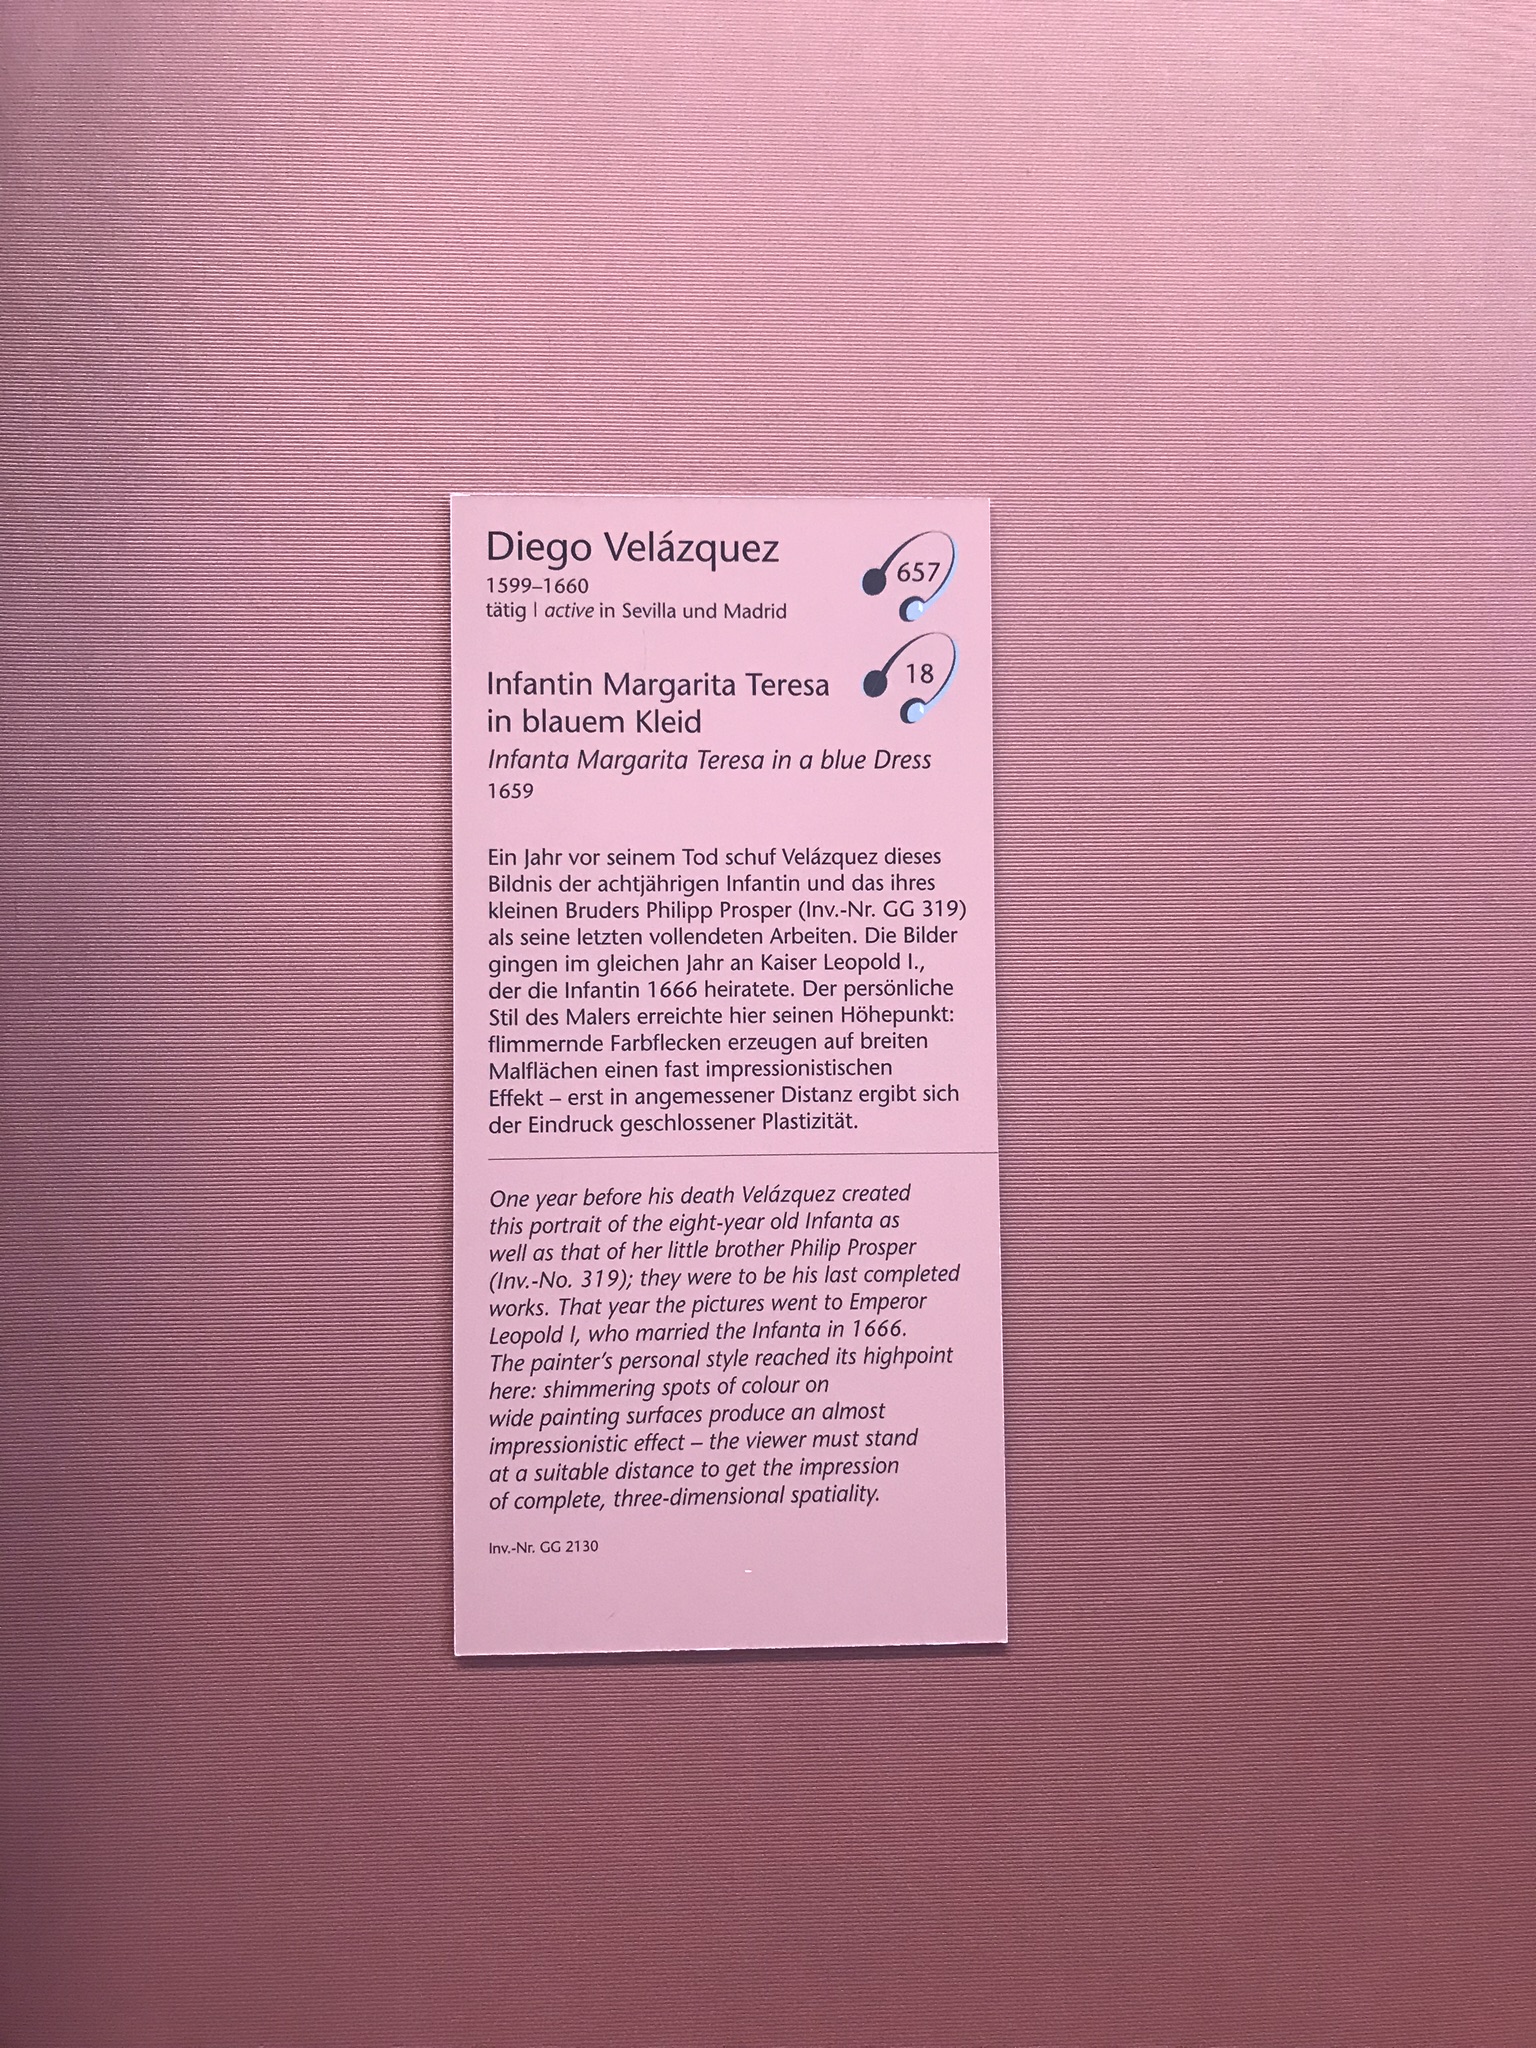 Diego Velázquez
1599–1660
tätig | active in Sevilla und Madrid
657
18
Infantin Margarita Teresa
in blauem Kleid
Infanta Margarita Teresa in a blue Dress
1659
Ein Jahr vor seinem Tod schuf Velázquez dieses
Bildnis der achtjährigen Infantin und das ihres
kleinen Bruders Philipp Prosper (Inv.-Nr. GG 319)
als seine letzten vollendeten Arbeiten. Die Bilder
gingen im gleichen Jahr an Kaiser Leopold I.,
der die Infantin 1666 heiratete. Der persönliche
Stil des Malers erreichte hier seinen Höhepunkt:
flimmernde Farbflecken erzeugen auf breiten
Malflächen einen fast impressionistischen
Effekt – erst in angemessener Distanz ergibt sich
der Eindruck geschlossener Plastizität.
One year before his death Velázquez created
this portrait of the eight-year old Infanta as
well as that of her little brother Philip Prosper
(Inv.-No. 319); they were to be his last completed
works. That year the pictures went to Emperor
Leopold I, who married the Infanta in 1666.
The painter's personal style reached its highpoint
here: shimmering spots of colour on
wide painting surfaces produce an almost
impressionistic effect – the viewer must stand
at a suitable distance to get the impression
of complete, three-dimensional spatiality.
Inv.-Nr. GG 2130